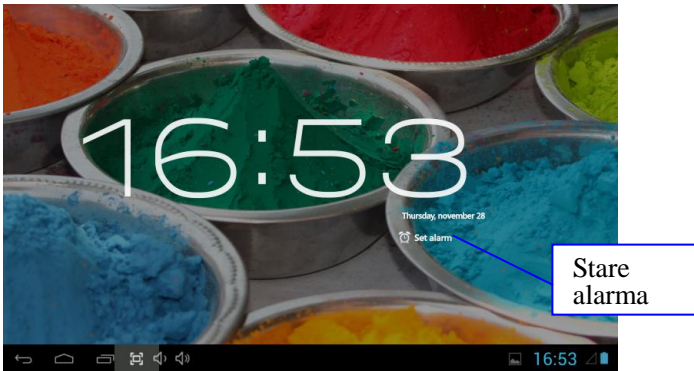 16:53
Thursday, november 28
Set alarm
Stare
alarma
16:53